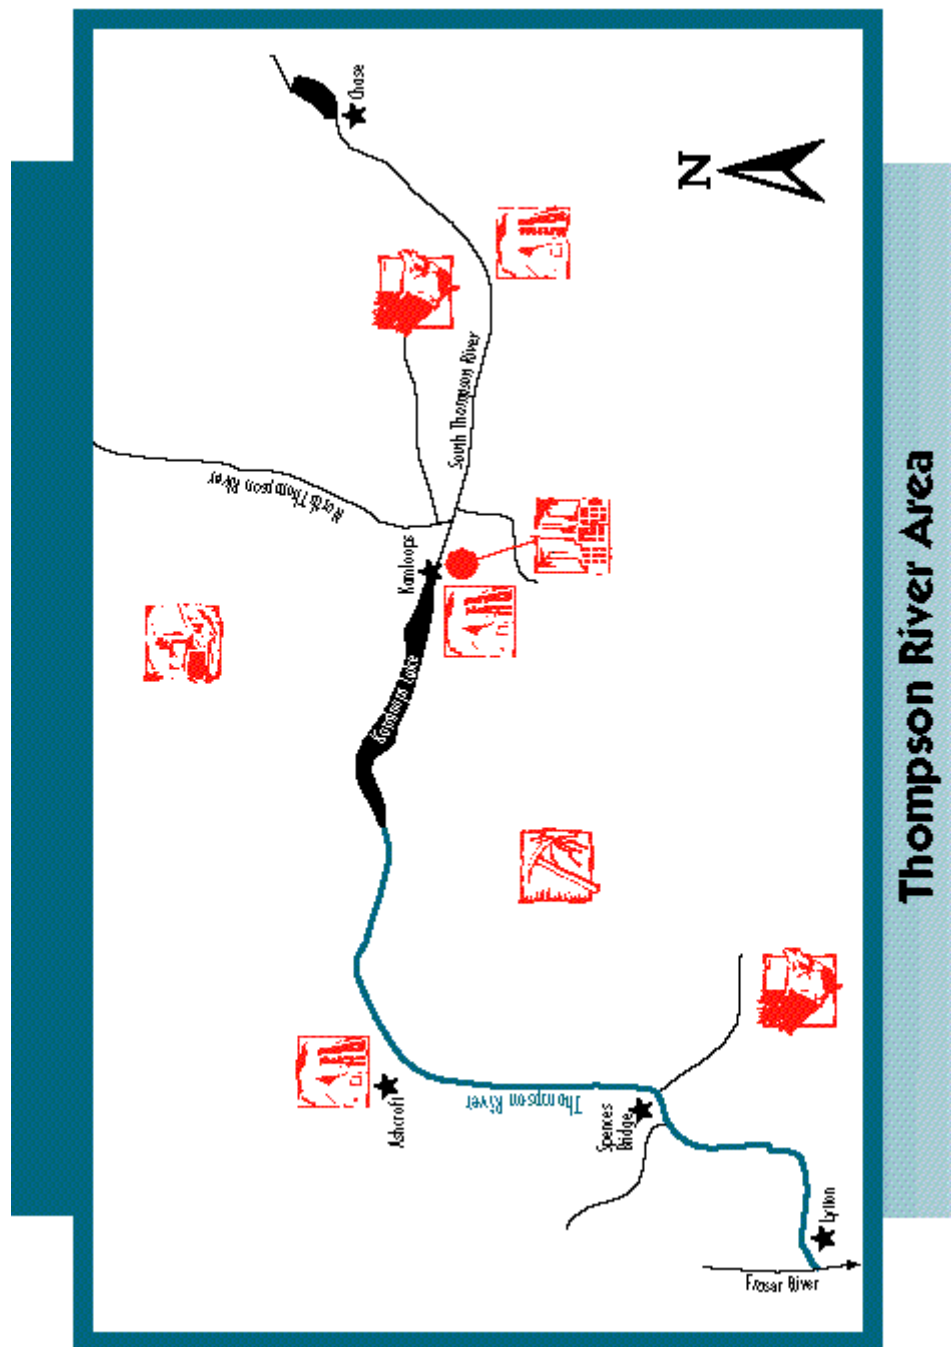 Thompson River Area
N
Chase
South Thompson River
North Thompson River
Kamloops
Kamloops Lake
Ashcroft
Thompson River
Spences
Bridge
Lytton
Fraser River